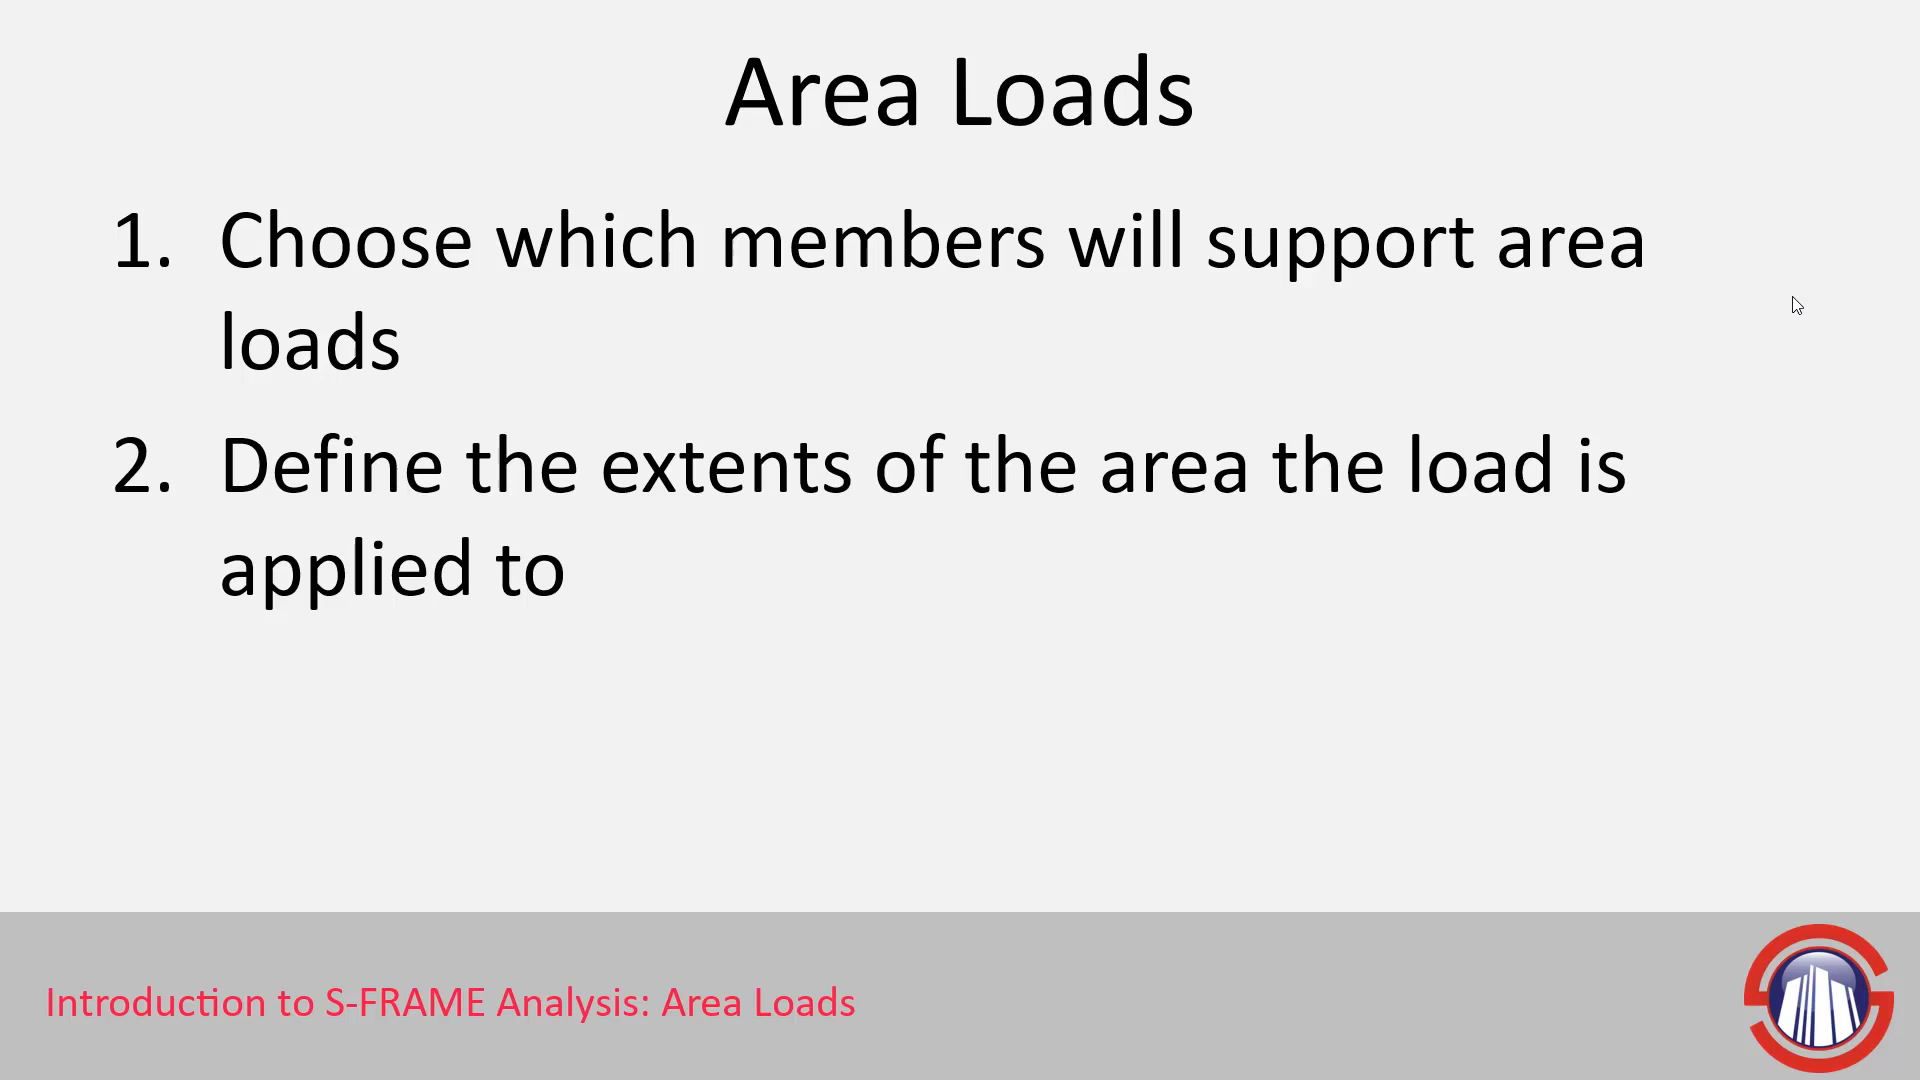 Area Loads
1. Choose which members will support area
loads
2. Define the extents of the area the load is
applied to
Introduction to S-FRAME Analysis: Area Loads